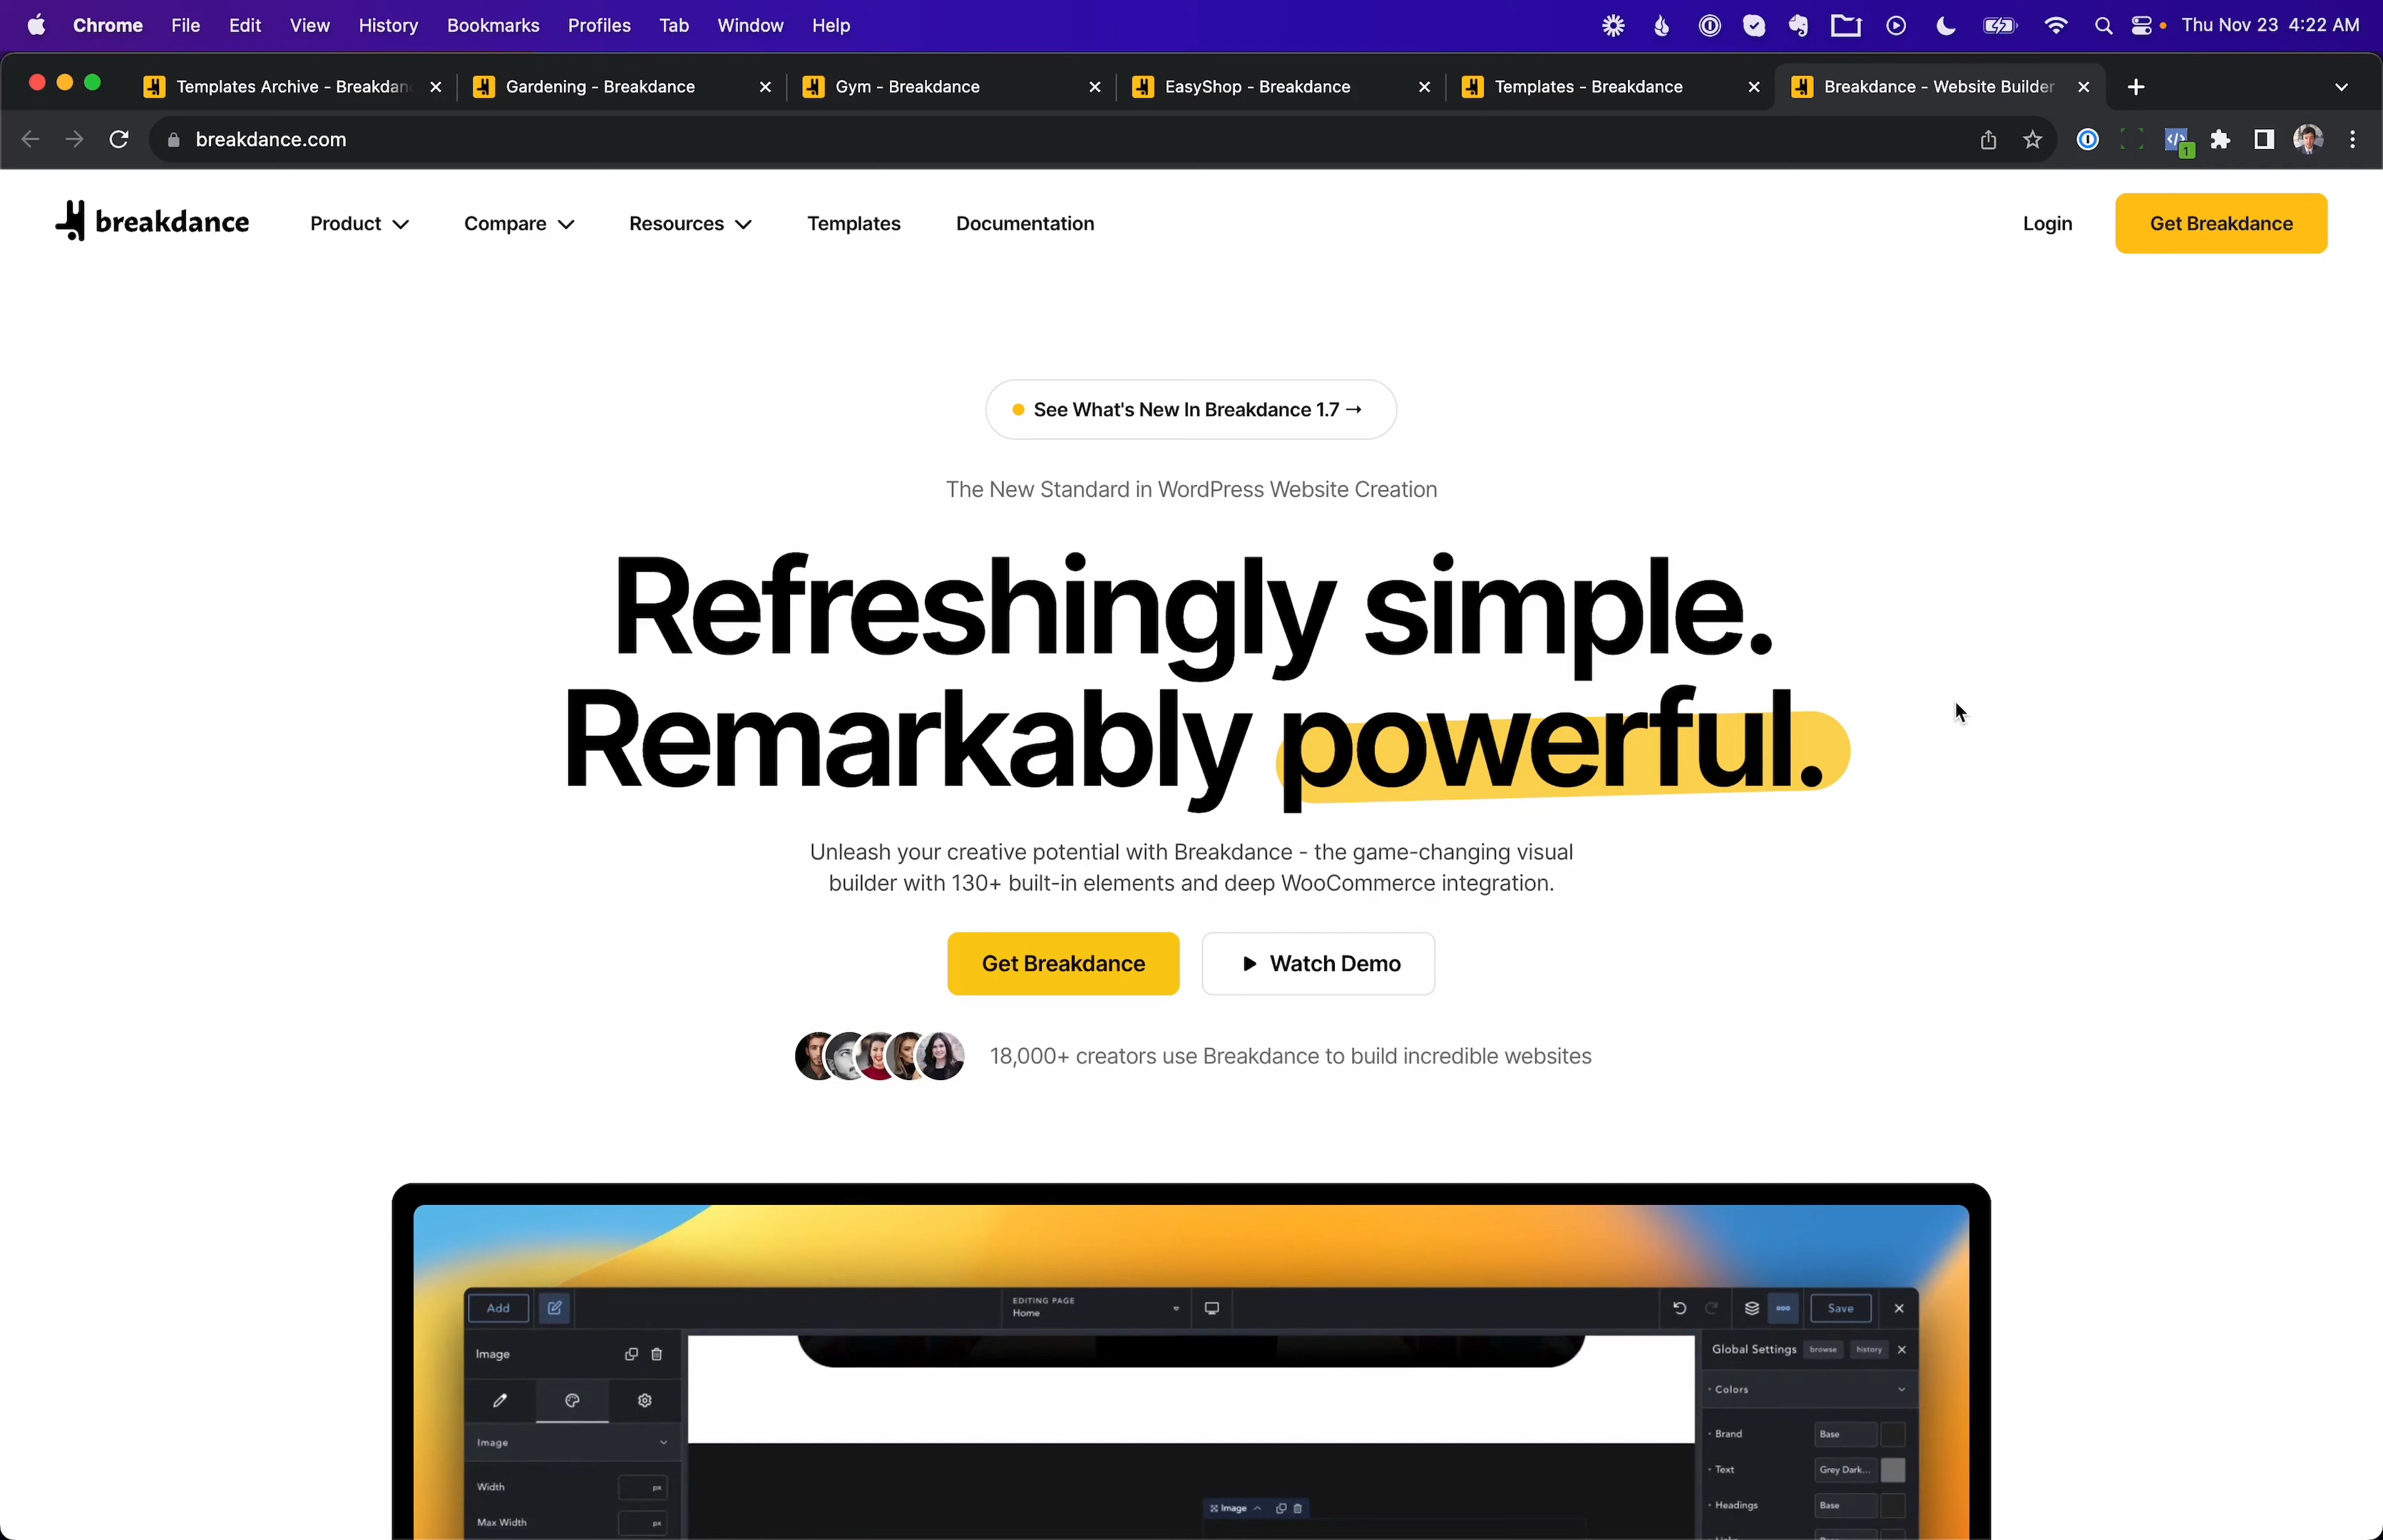 Chrome File Edit View History Bookmarks Profiles Tab Window Help
Thu Nov 23 4:22 AM
Templates Archive - Breakdan
Gardening - Breakdance
Gym - Breakdance
EasyShop - Breakdance
Templates - Breakdance
Breakdance - Website Builder
breakdance.com
1
breakdance
Product
Compare
Resources
Templates
Documentation
Login
Get Breakdance
See What's New In Breakdance 1.7 →
The New Standard in WordPress Website Creation
Refreshingly simple.
Remarkably powerful.
Unleash your creative potential with Breakdance - the game-changing visual
builder with 130+ built-in elements and deep WooCommerce integration.
Get Breakdance
Watch Demo
18,000+ creators use Breakdance to build incredible websites
Add
EDITING PAGE
Home
Save
Image
Global Settings browse history
Colors
Image
Brand Base
Width px
Text Grey Dark...
Max Width px
Headings Base
Image